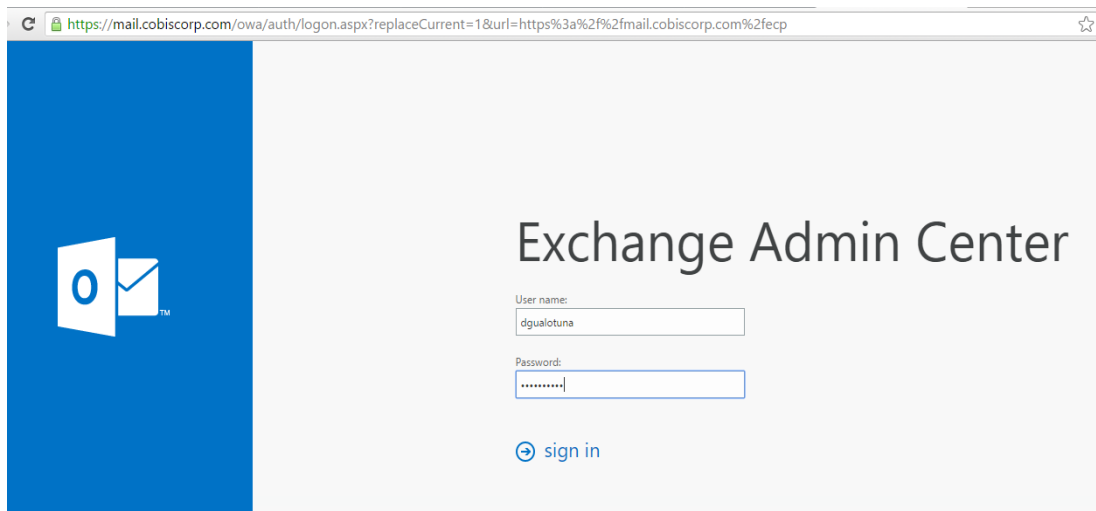 https://mail.cobiscorp.com/owa/auth/logon.aspx?replaceCurrent=1&url=https%3a%2f%2fmail.cobiscorp.com%2fecp
Exchange Admin Center
User name:
dgualotuna
Password:
••••••••••
sign in
O
TM